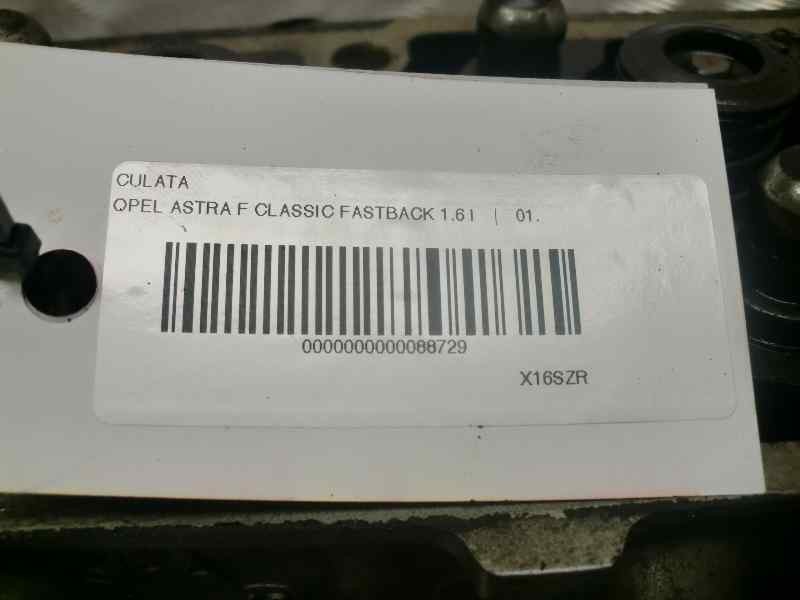 CULATA
OPEL ASTRA F CLASSIC FASTBACK 1.6 I | 01.
0000000000088729
X16SZR